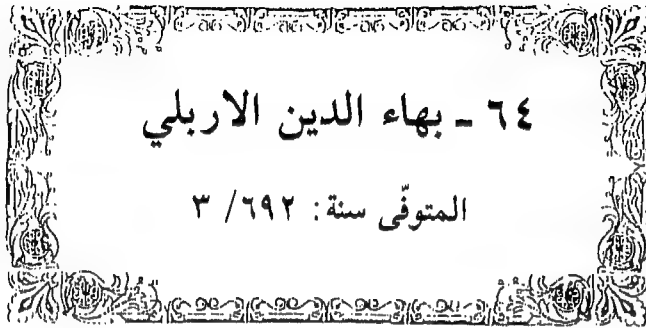 ٦٤ ـ بهاء الدين الاربلي
المتوفّى سنة: ٦٩٢/ ٣